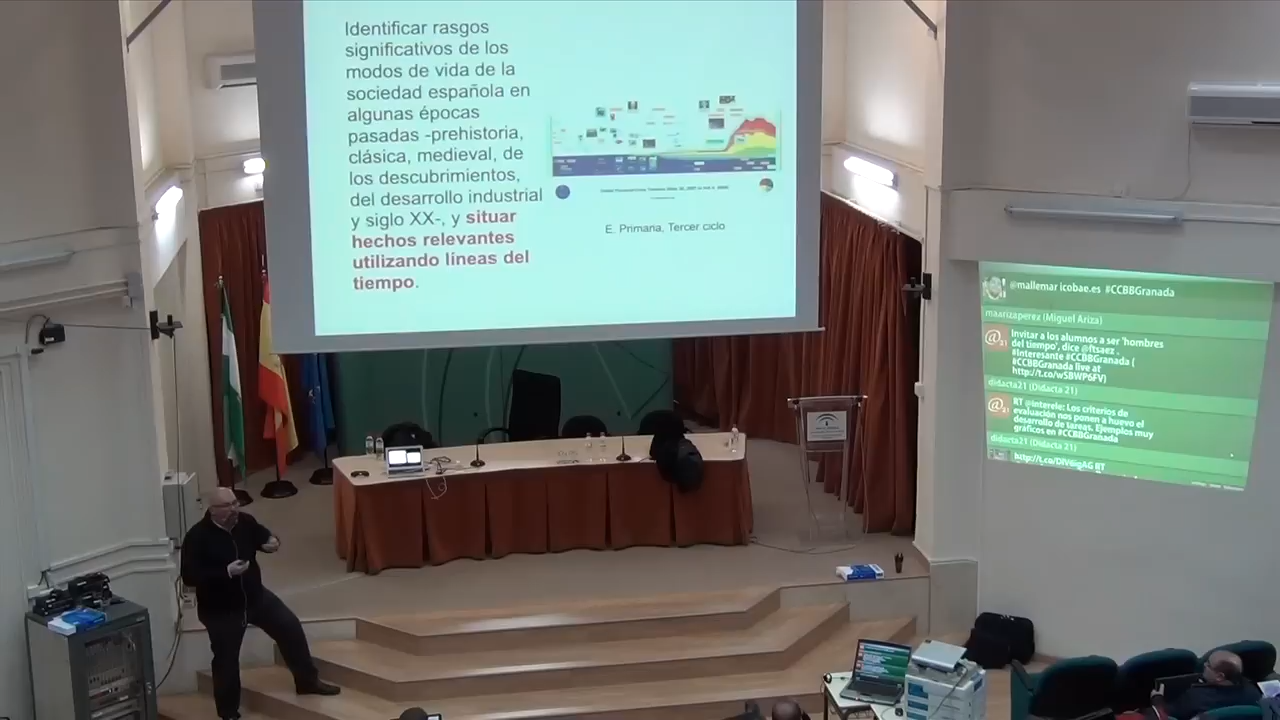 Identificar rasgos
significativos de los
modos de vida de la
sociedad española en
algunas épocas
pasadas -prehistoria,
clásica, medieval, de
los descubrimientos,
del desarrollo industrial
y siglo XX-, y situar
hechos relevantes
utilizando líneas del
tiempo.
E. Primaria, Tercer ciclo
@mallemar icobae.es #CCBBGranada
maarizaperez (Miguel Ariza)
Invitar a los alumnos a ser 'hombres
del tiempo', dice @ftsaez .
#Interesante #CCBBGranada (
#CCBBGranada live at
http://t.co/wSBWP6FV)
didacta21 (Didacta 21)
RT @interele: Los criterios de
evaluación nos ponen a huevo el
desarrollo de tareas. Ejemplos muy
gráficos en #CCBBGranada
didacta21 (Didacta 21)
RT